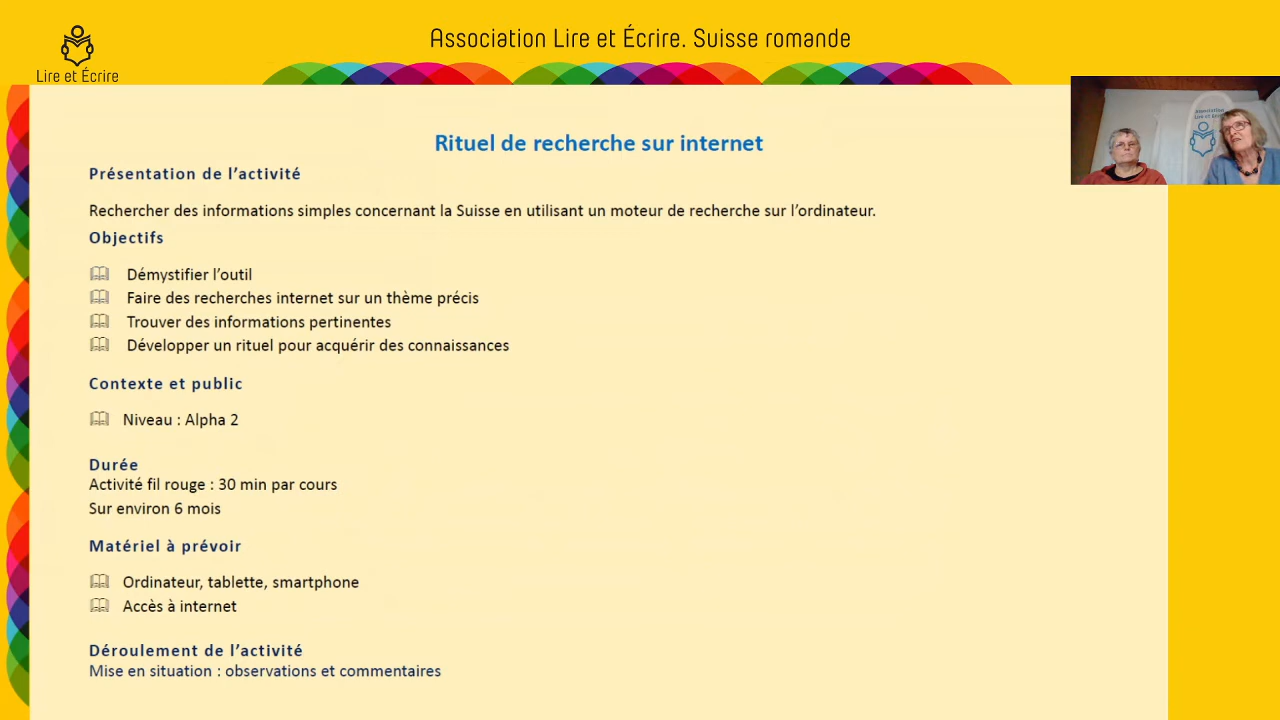 Association Lire et Écrire. Suisse romande
Lire et Écrire
Association
Lire et Écrire
Rituel de recherche sur internet
Présentation de l’activité
Rechercher des informations simples concernant la Suisse en utilisant un moteur de recherche sur l’ordinateur.
Objectifs
Démystifier l’outil
Faire des recherches internet sur un thème précis
Trouver des informations pertinentes
Développer un rituel pour acquérir des connaissances
Contexte et public
Niveau : Alpha 2
Durée
Activité fil rouge : 30 min par cours
Sur environ 6 mois
Matériel à prévoir
Ordinateur, tablette, smartphone
Accès à internet
Déroulement de l’activité
Mise en situation : observations et commentaires